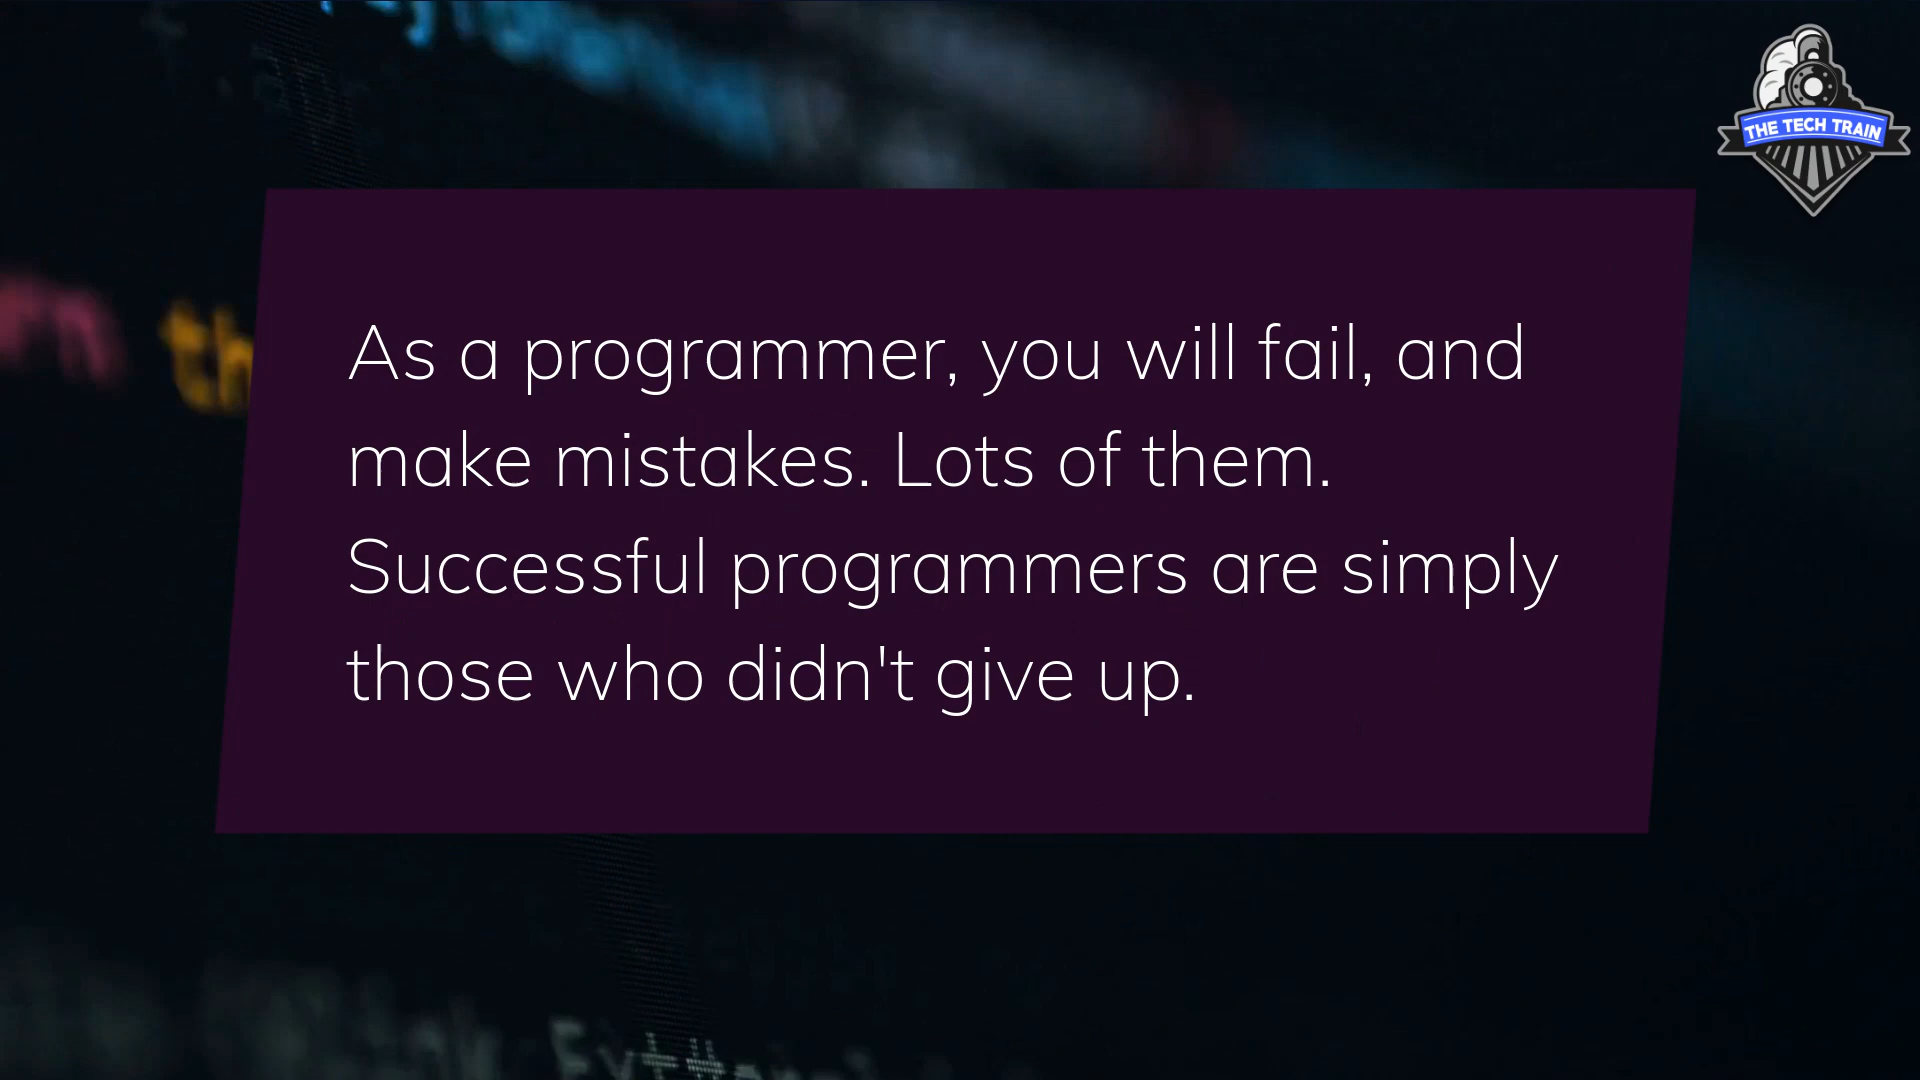 THE TECH TRAIN
As a programmer, you will fail, and
make mistakes. Lots of them.
Successful programmers are simply
those who didn't give up.